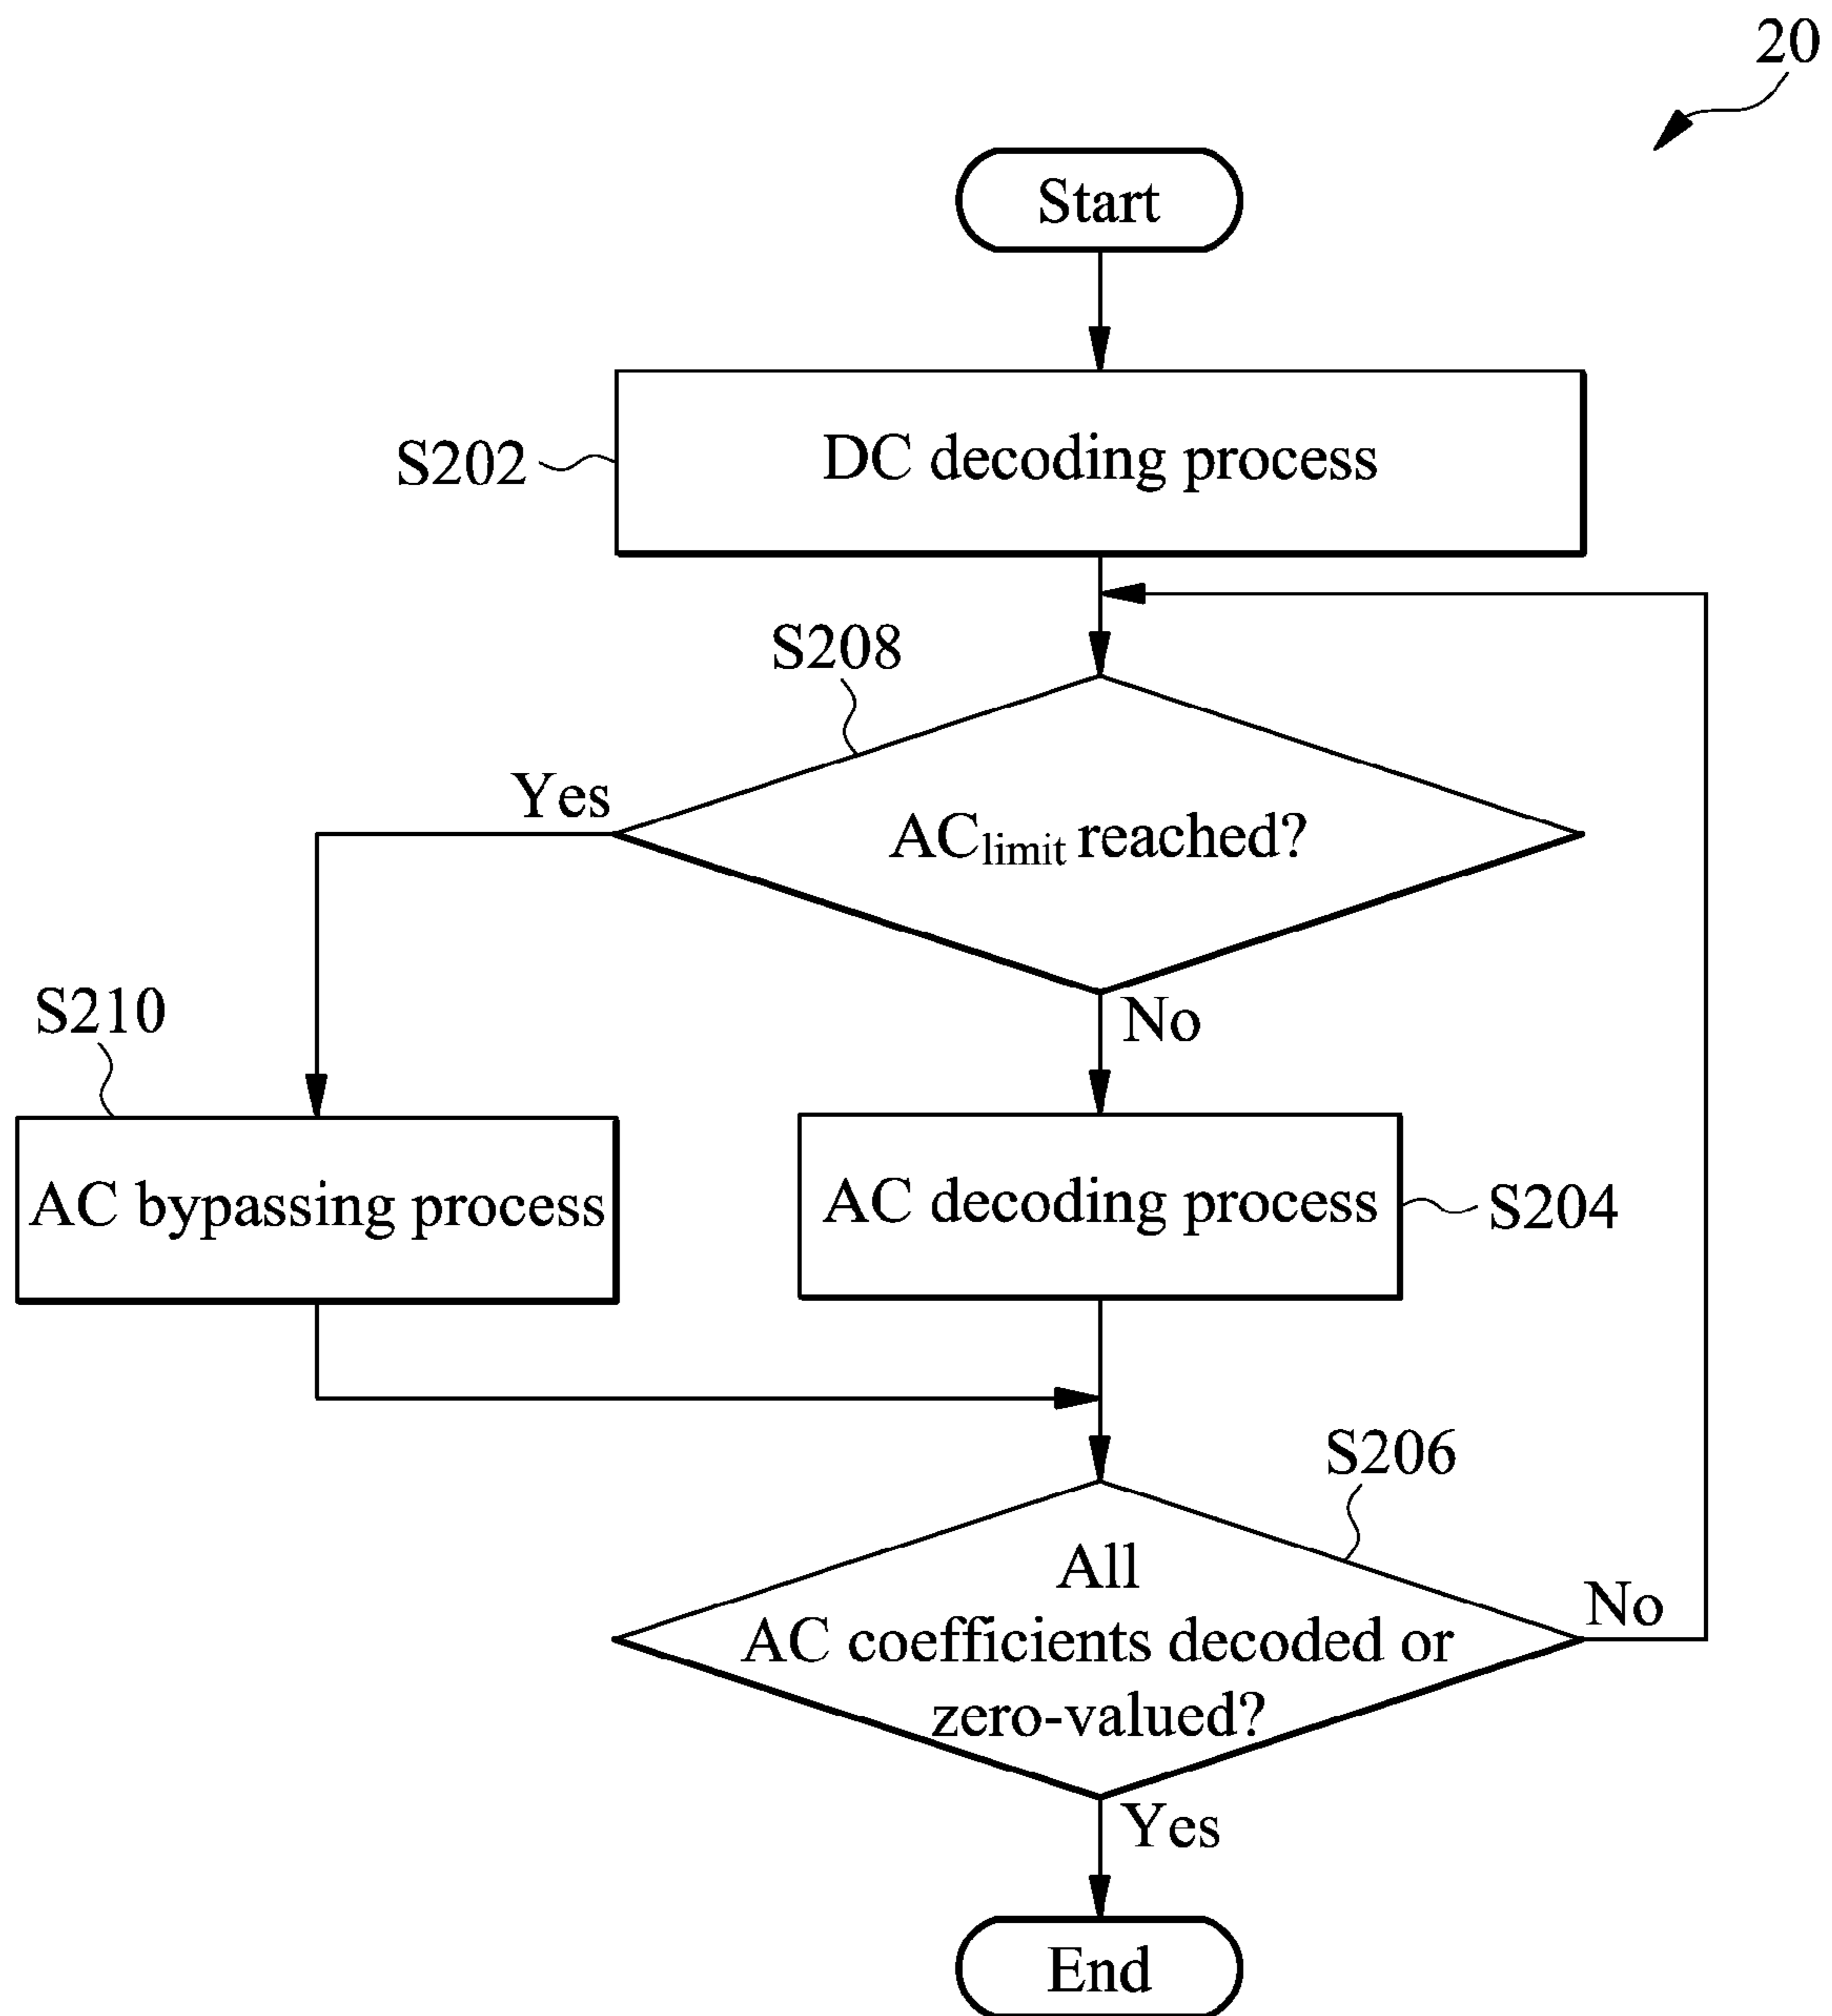 20
Start
S202
DC decoding process
S208
Yes
AClimit reached?
No
S210
AC bypassing process
AC decoding process
S204
S206
All
AC coefficients decoded or
zero-valued?
No
Yes
End